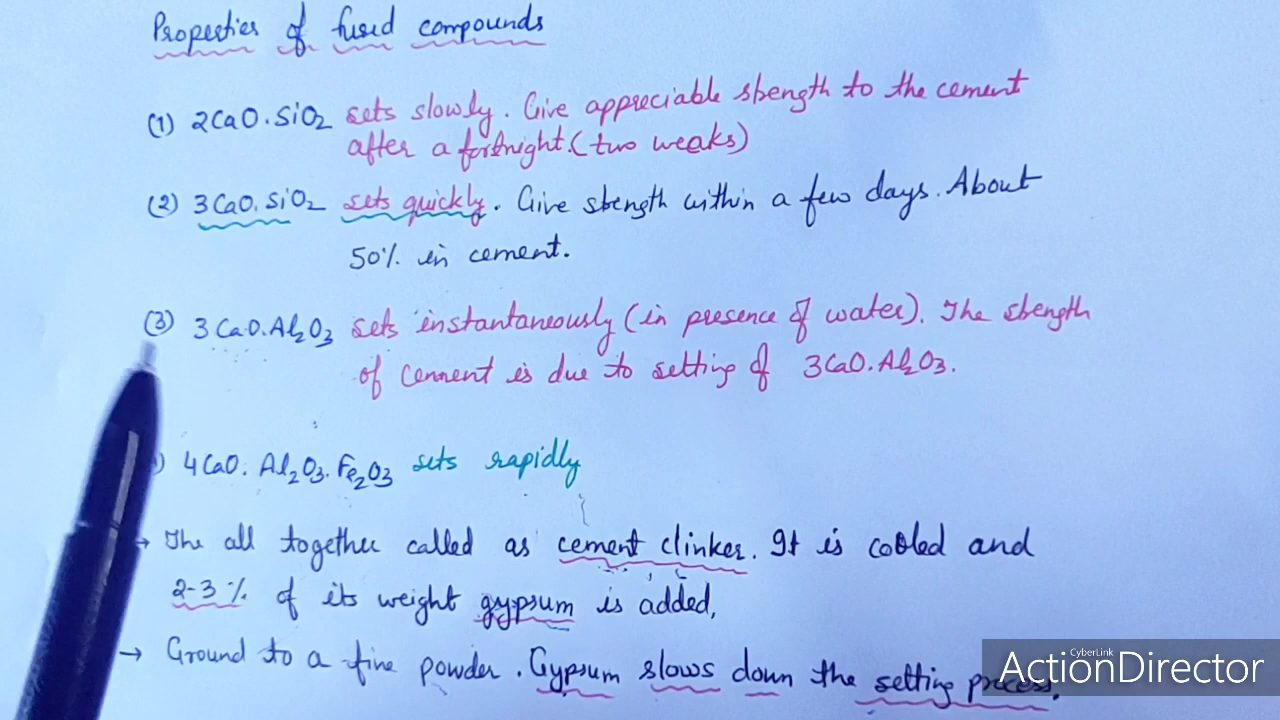 Properties of fused compounds
(1) 2CaO.SiO2 sets slowly. Give appreciable strength to the cement
after a fortnight. (two weaks)
(2) 3CaO.SiO2 sets quickly. Give strength within a few days. About
50% in cement.
(3) 3CaO.Al2O3 sets instantaneously (in presence of water). The strength
of cement is due to setting of 3CaO.Al2O3.
) 4CaO.Al2O3.Fe2O3 sets rapidly
→ The all together called as cement clinker. It is cooled and
2-3% of its weight gypsum is added,
→ Ground to a fine powder. Gypsum slows down the setting process.
CyberLink
ActionDirector